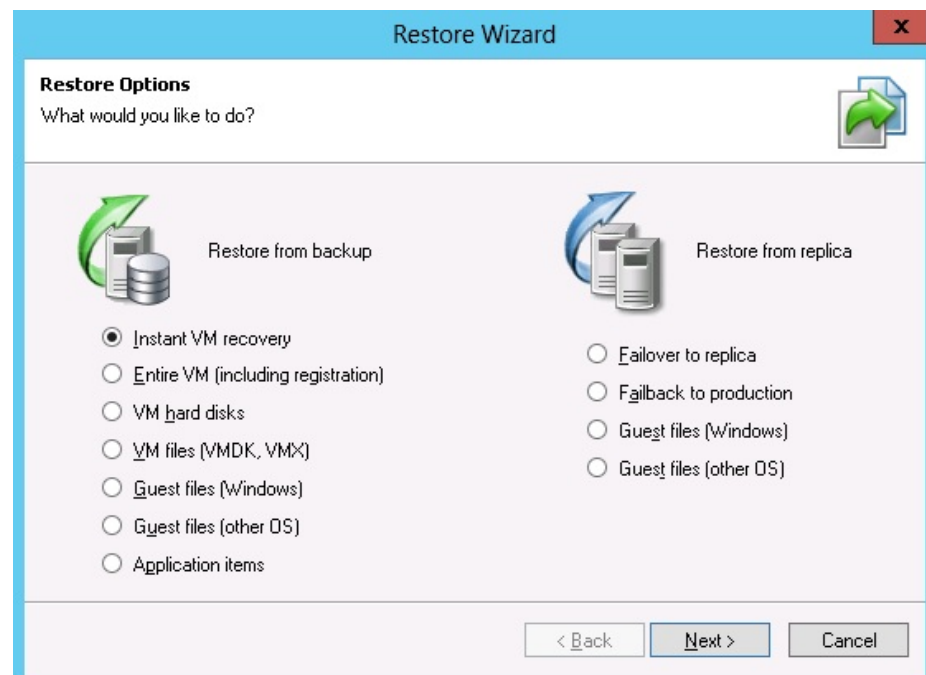 Restore Wizard
x
Restore Options
What would you like to do?
Restore from backup
Instant VM recovery
Entire VM (including registration)
VM hard disks
VM files (VMDK, VMX)
Guest files (Windows)
Guest files (other OS)
Application items
Restore from replica
Failover to replica
Failback to production
Guest files (Windows)
Guest files (other OS)
< Back
Next >
Cancel